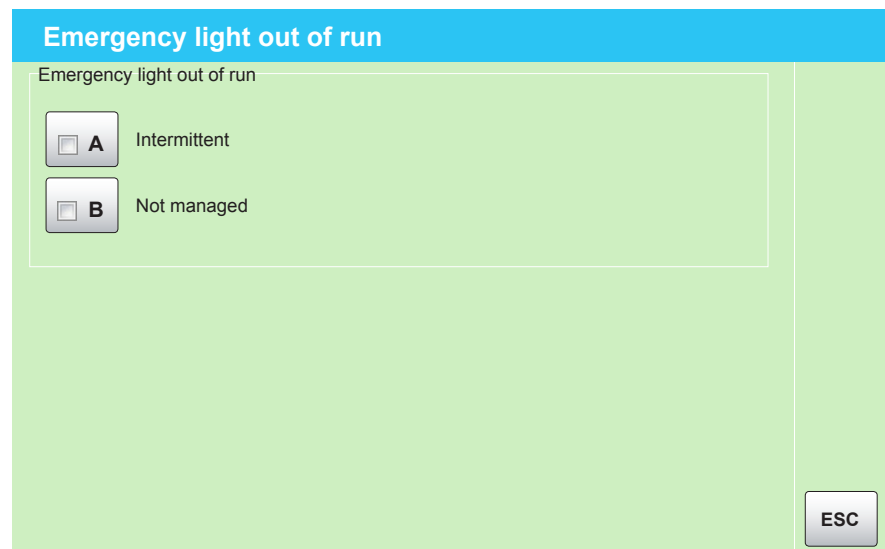 Emergency light out of run
Emergency light out of run
A Intermittent
B Not managed
ESC